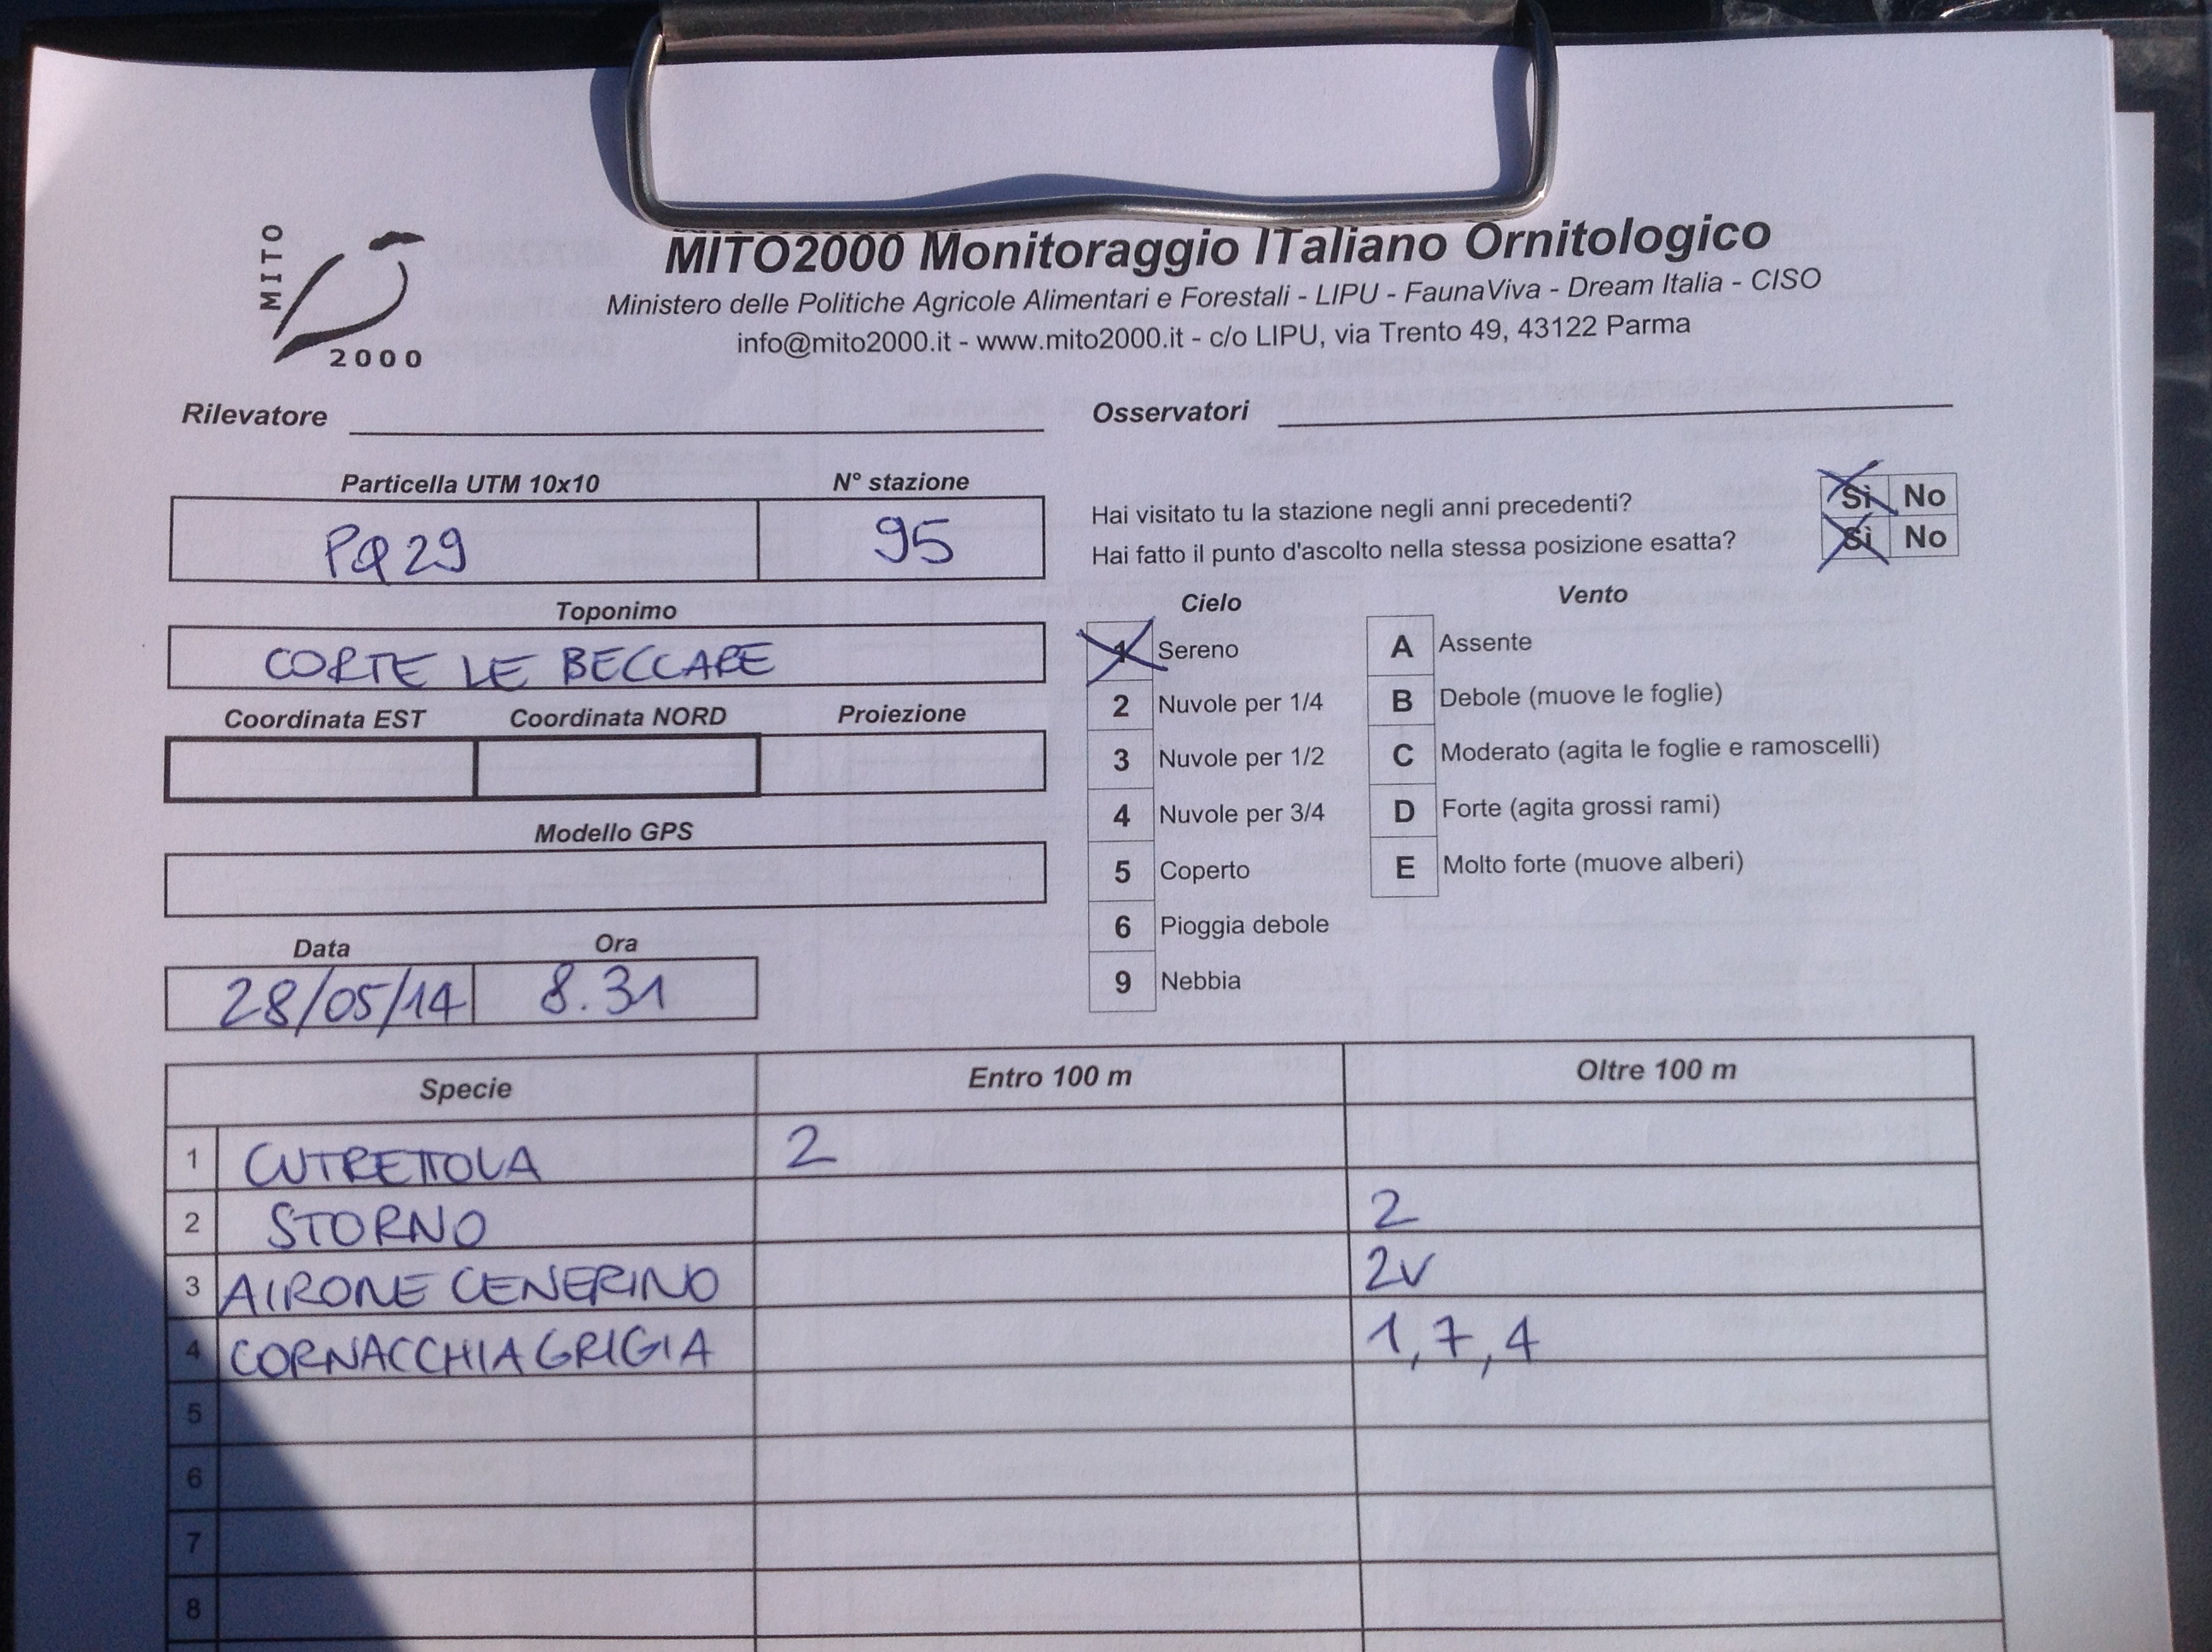 MITO
2000
MITO2000 Monitoraggio ITaliano Ornitologico
Ministero delle Politiche Agricole Alimentari e Forestali - LIPU - FaunaViva - Dream Italia - CISO
info@mito2000.it - www.mito2000.it - c/o LIPU, via Trento 49, 43122 Parma
Rilevatore
Osservatori
Particella UTM 10x10 N° stazione
PQ29 95
Hai visitato tu la stazione negli anni precedenti? Sì No
Hai fatto il punto d'ascolto nella stessa posizione esatta? Sì No
Toponimo
CORTE LE BECCARE
Coordinata EST Coordinata NORD Proiezione
Modello GPS
Data Ora
28/05/14 8.31
Cielo
1 Sereno
2 Nuvole per 1/4
3 Nuvole per 1/2
4 Nuvole per 3/4
5 Coperto
6 Pioggia debole
9 Nebbia
Vento
A Assente
B Debole (muove le foglie)
C Moderato (agita le foglie e ramoscelli)
D Forte (agita grossi rami)
E Molto forte (muove alberi)
Specie Entro 100 m Oltre 100 m
1 CUTRETTOLA 2
2 STORNO 2
3 AIRONE CENERINO 2V
4 CORNACCHIA GRIGIA 1, 7, 4
5
6
7
8